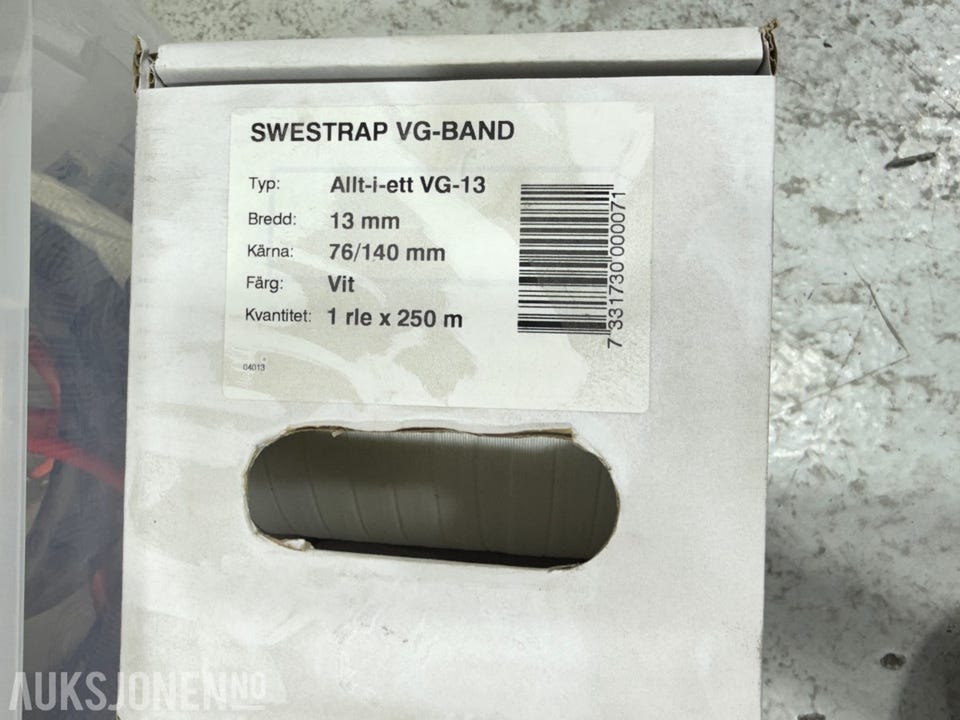 SWESTRAP VG-BAND
Typ: Allt-i-ett VG-13
Bredd: 13 mm
Kärna: 76/140 mm
Färg: Vit
Kvantitet: 1 rle x 250 m
04013
7 331730 000071
AUKSJONEN.NO